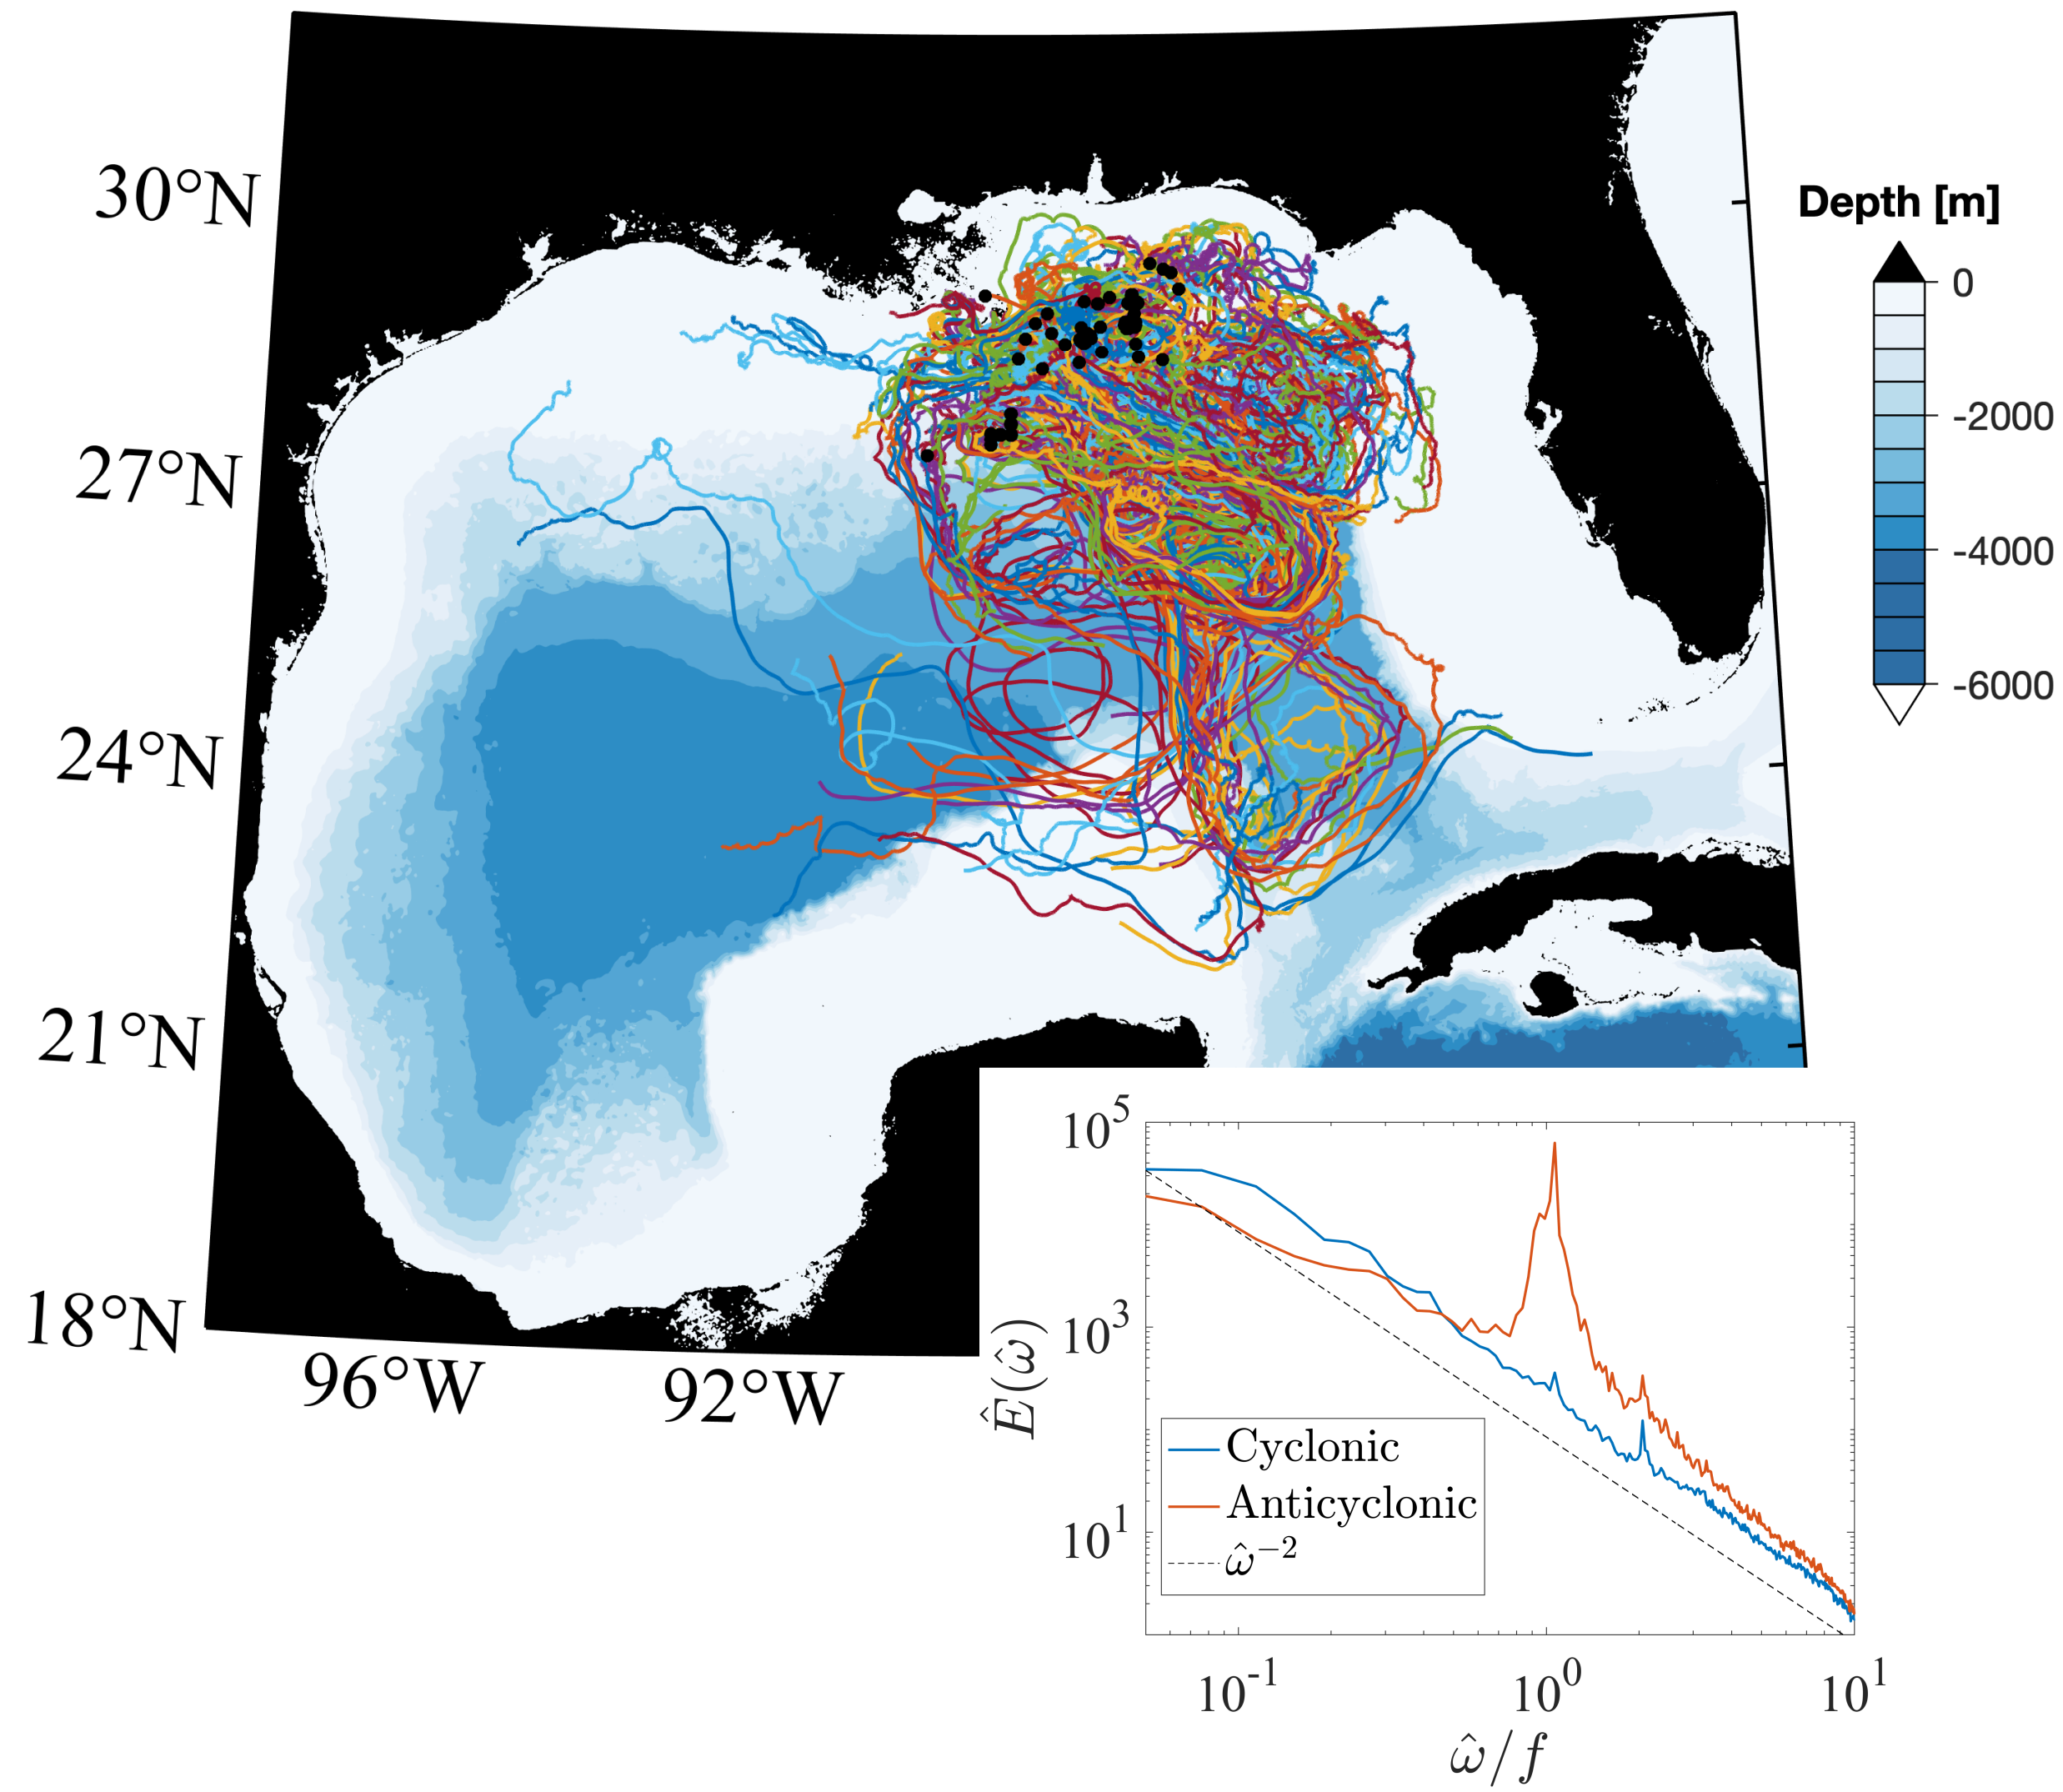 30°N
27°N
24°N
21°N
18°N
96°W
92°W
Depth [m]
0
-2000
-4000
-6000
10^5
10^3
10^1
Ê(ω̂)
Cyclonic
Anticyclonic
ω̂^−2
10^-1
10^0
10^1
ω̂/f